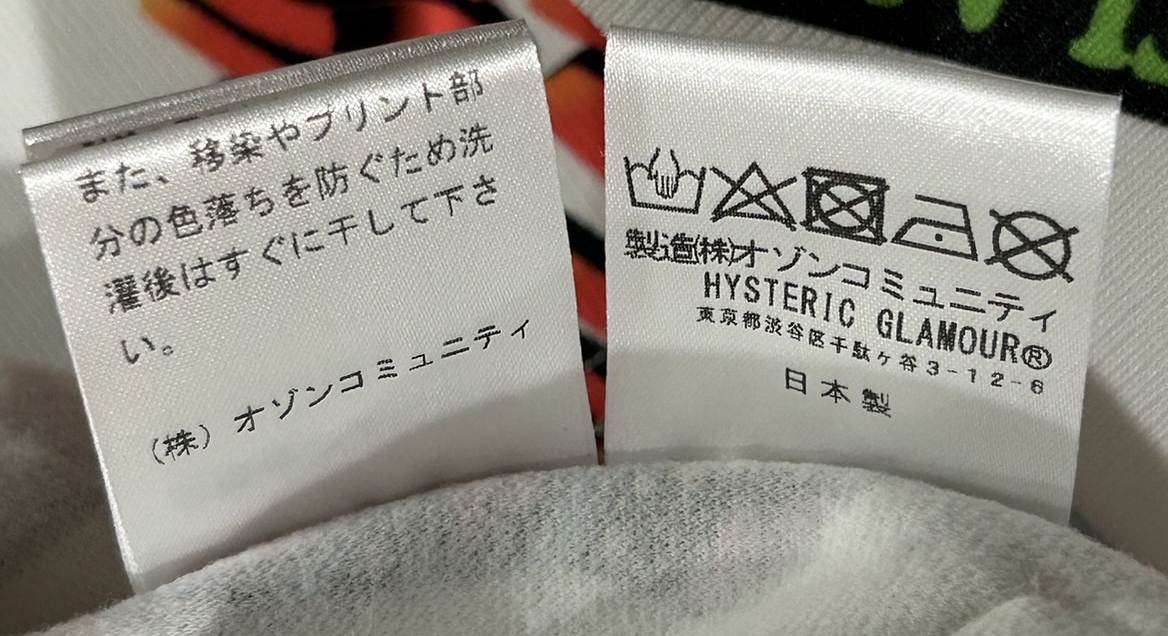 また、移染やプリント部
分の色落ちを防ぐため洗
濯後はすぐに干して下さ
い。
（株）オゾンコミュニティ
製造(株)オゾンコミュニティ
HYSTERIC GLAMOUR®
東京都渋谷区千駄ケ谷3-12-6
日本製